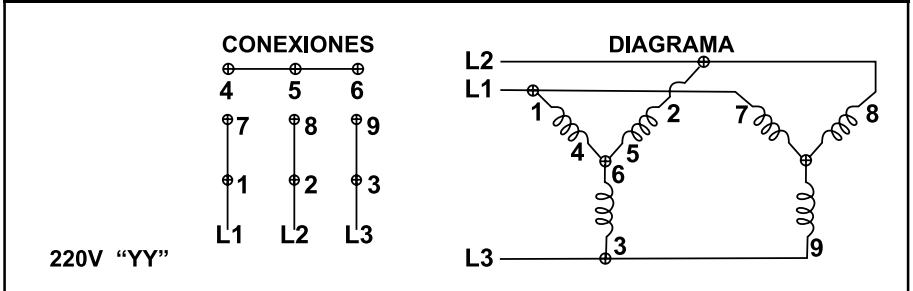 CONEXIONES
4 5 6
7 8 9
1 2 3
L1 L2 L3
220V “YY”
DIAGRAMA
L2
L1
1 2 7 8
4 5
6
3 9
L3